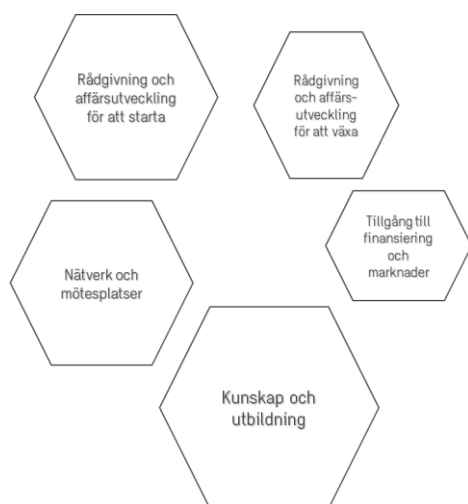 Rådgivning och
affärsutveckling
för att starta
Rådgivning
och affärs-
utveckling
för att växa
Tillgång till
finansiering
och
marknader
Nätverk och
mötesplatser
Kunskap och
utbildning